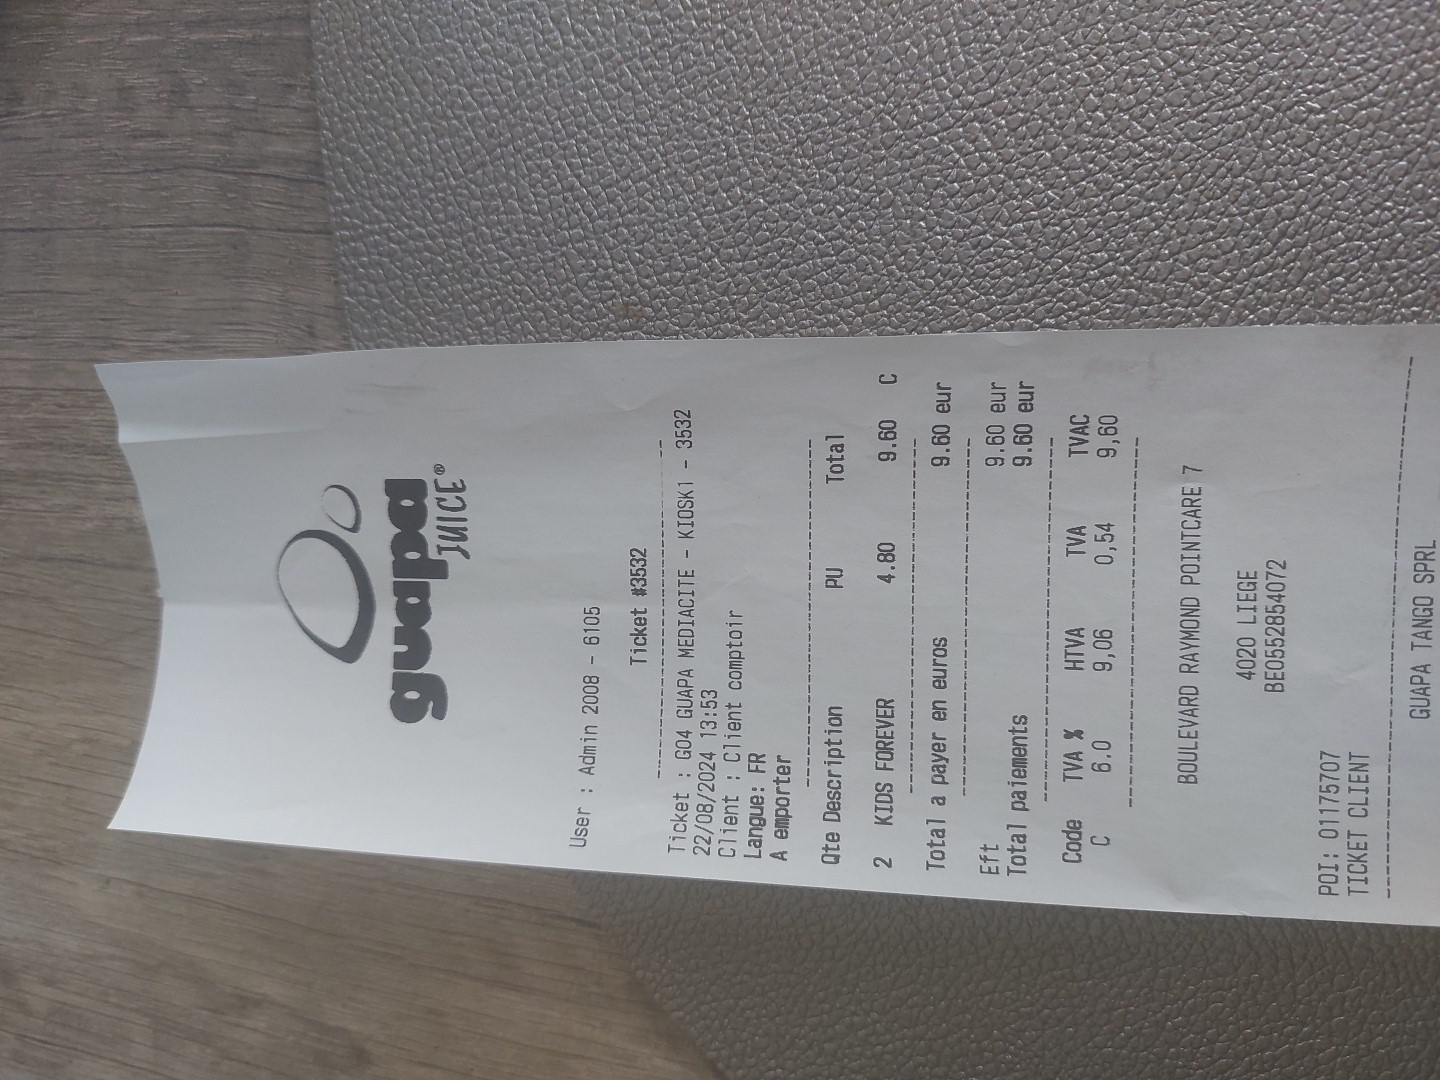 guapa
JUICE®
User : Admin 2008 - 6105
Ticket #3532
Ticket : G04 GUAPA MEDIACITE - KIOSK1 - 3532
22/08/2024 13:53
Client : Client comptoir
Langue: FR
A emporter
Qte Description PU Total
2 KIDS FOREVER 4.80 9.60 C
Total a payer en euros 9.60 eur
Eft 9.60 eur
Total paiements 9.60 eur
Code TVA % HTVA TVA TVAC
C 6.0 9,06 0,54 9,60
BOULEVARD RAYMOND POINTCARE 7
4020 LIEGE
BE0552854072
POI: 01175707
TICKET CLIENT
GUAPA TANGO SPRL